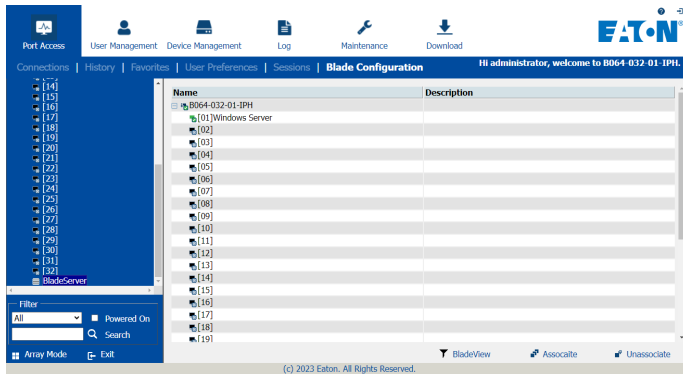 EATON
Port Access
User Management
Device Management
Log
Maintenance
Download
Connections | History | Favorites | User Preferences | Sessions | Blade Configuration
Hi administrator, welcome to B064-032-01-IPH.
[14]
[15]
[16]
[17]
[18]
[19]
[20]
[21]
[22]
[23]
[24]
[25]
[26]
[27]
[28]
[29]
[30]
[31]
[32]
BladeServer
Filter
All
Powered On
Search
Array Mode
Exit
Name Description
B064-032-01-IPH
[01]Windows Server
[02]
[03]
[04]
[05]
[06]
[07]
[08]
[09]
[10]
[11]
[12]
[13]
[14]
[15]
[16]
[17]
[18]
[19]
BladeView
Assocaite
Unassociate
(c) 2023 Eaton. All Rights Reserved.